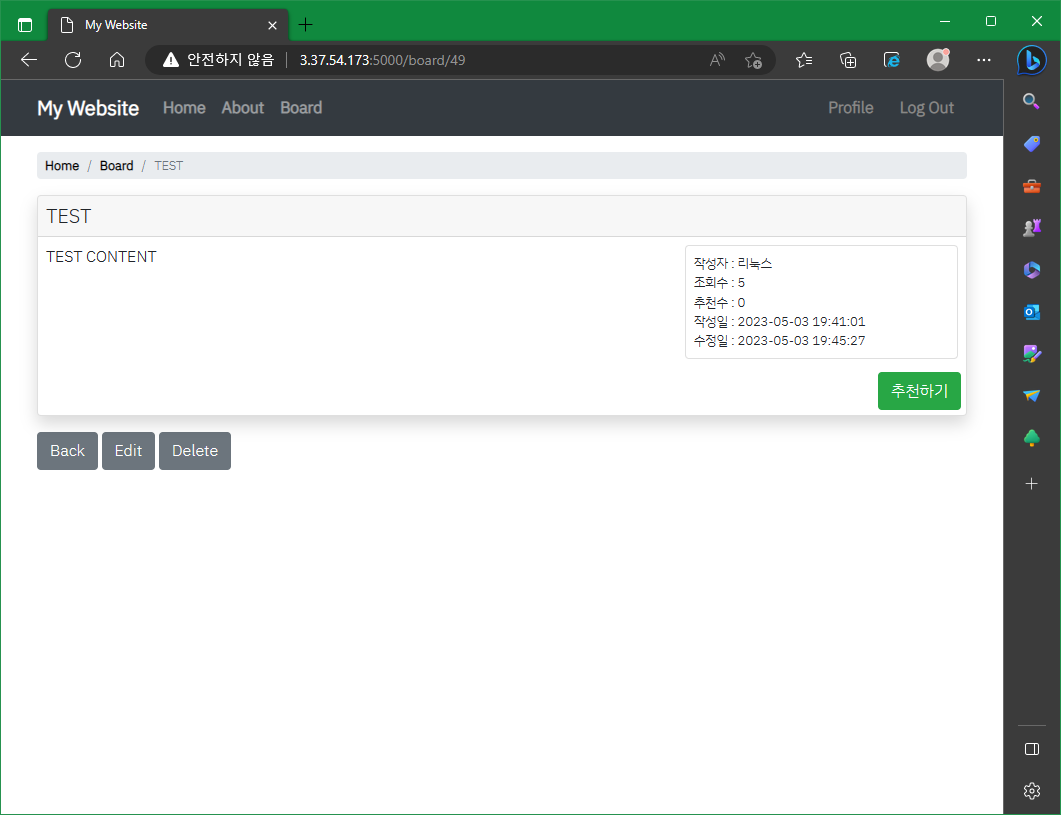 My Website
안전하지 않음 3.37.54.173:5000/board/49
My Website Home About Board Profile Log Out
Home / Board / TEST
TEST
TEST CONTENT
작성자 : 리눅스
조회수 : 5
추천수 : 0
작성일 : 2023-05-03 19:41:01
수정일 : 2023-05-03 19:45:27
추천하기
Back Edit Delete